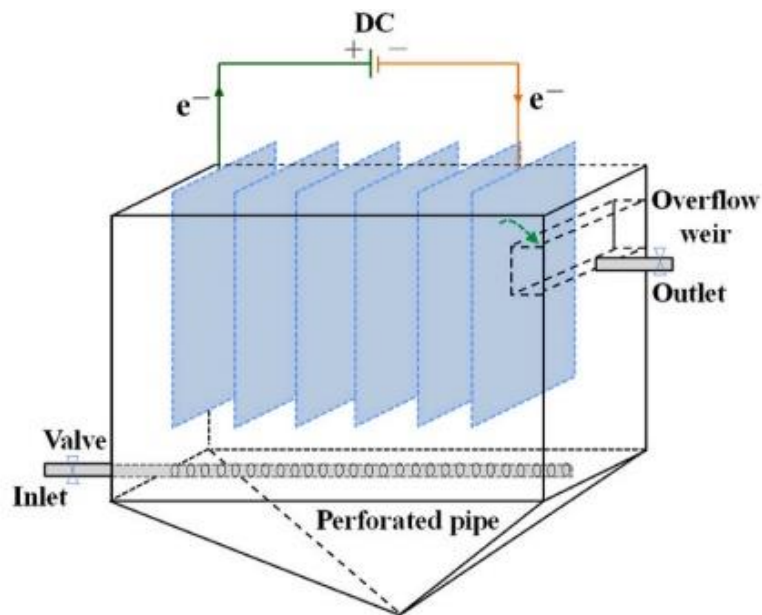 DC
+ −
e⁻ e⁻
Overflow
weir
Outlet
Valve
Inlet
Perforated pipe